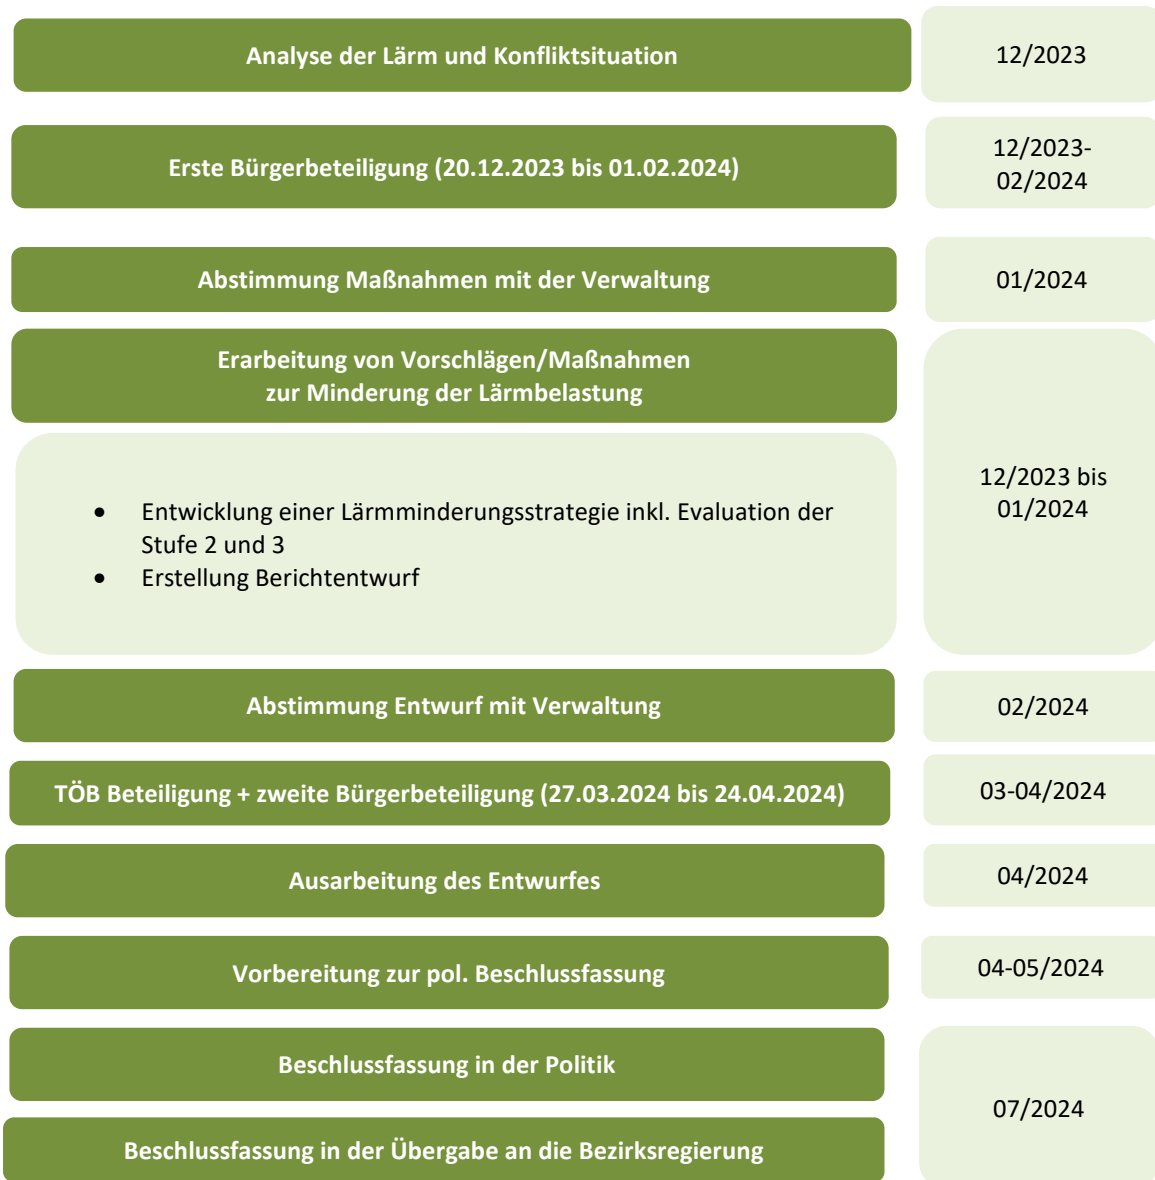 Analyse der Lärm und Konfliktsituation
12/2023
Erste Bürgerbeteiligung (20.12.2023 bis 01.02.2024)
12/2023-
02/2024
Abstimmung Maßnahmen mit der Verwaltung
01/2024
Erarbeitung von Vorschlägen/Maßnahmen
zur Minderung der Lärmbelastung
• Entwicklung einer Lärmminderungsstrategie inkl. Evaluation der
Stufe 2 und 3
• Erstellung Berichtentwurf
12/2023 bis
01/2024
Abstimmung Entwurf mit Verwaltung
02/2024
TÖB Beteiligung + zweite Bürgerbeteiligung (27.03.2024 bis 24.04.2024)
03-04/2024
Ausarbeitung des Entwurfes
04/2024
Vorbereitung zur pol. Beschlussfassung
04-05/2024
Beschlussfassung in der Politik
Beschlussfassung in der Übergabe an die Bezirksregierung
07/2024